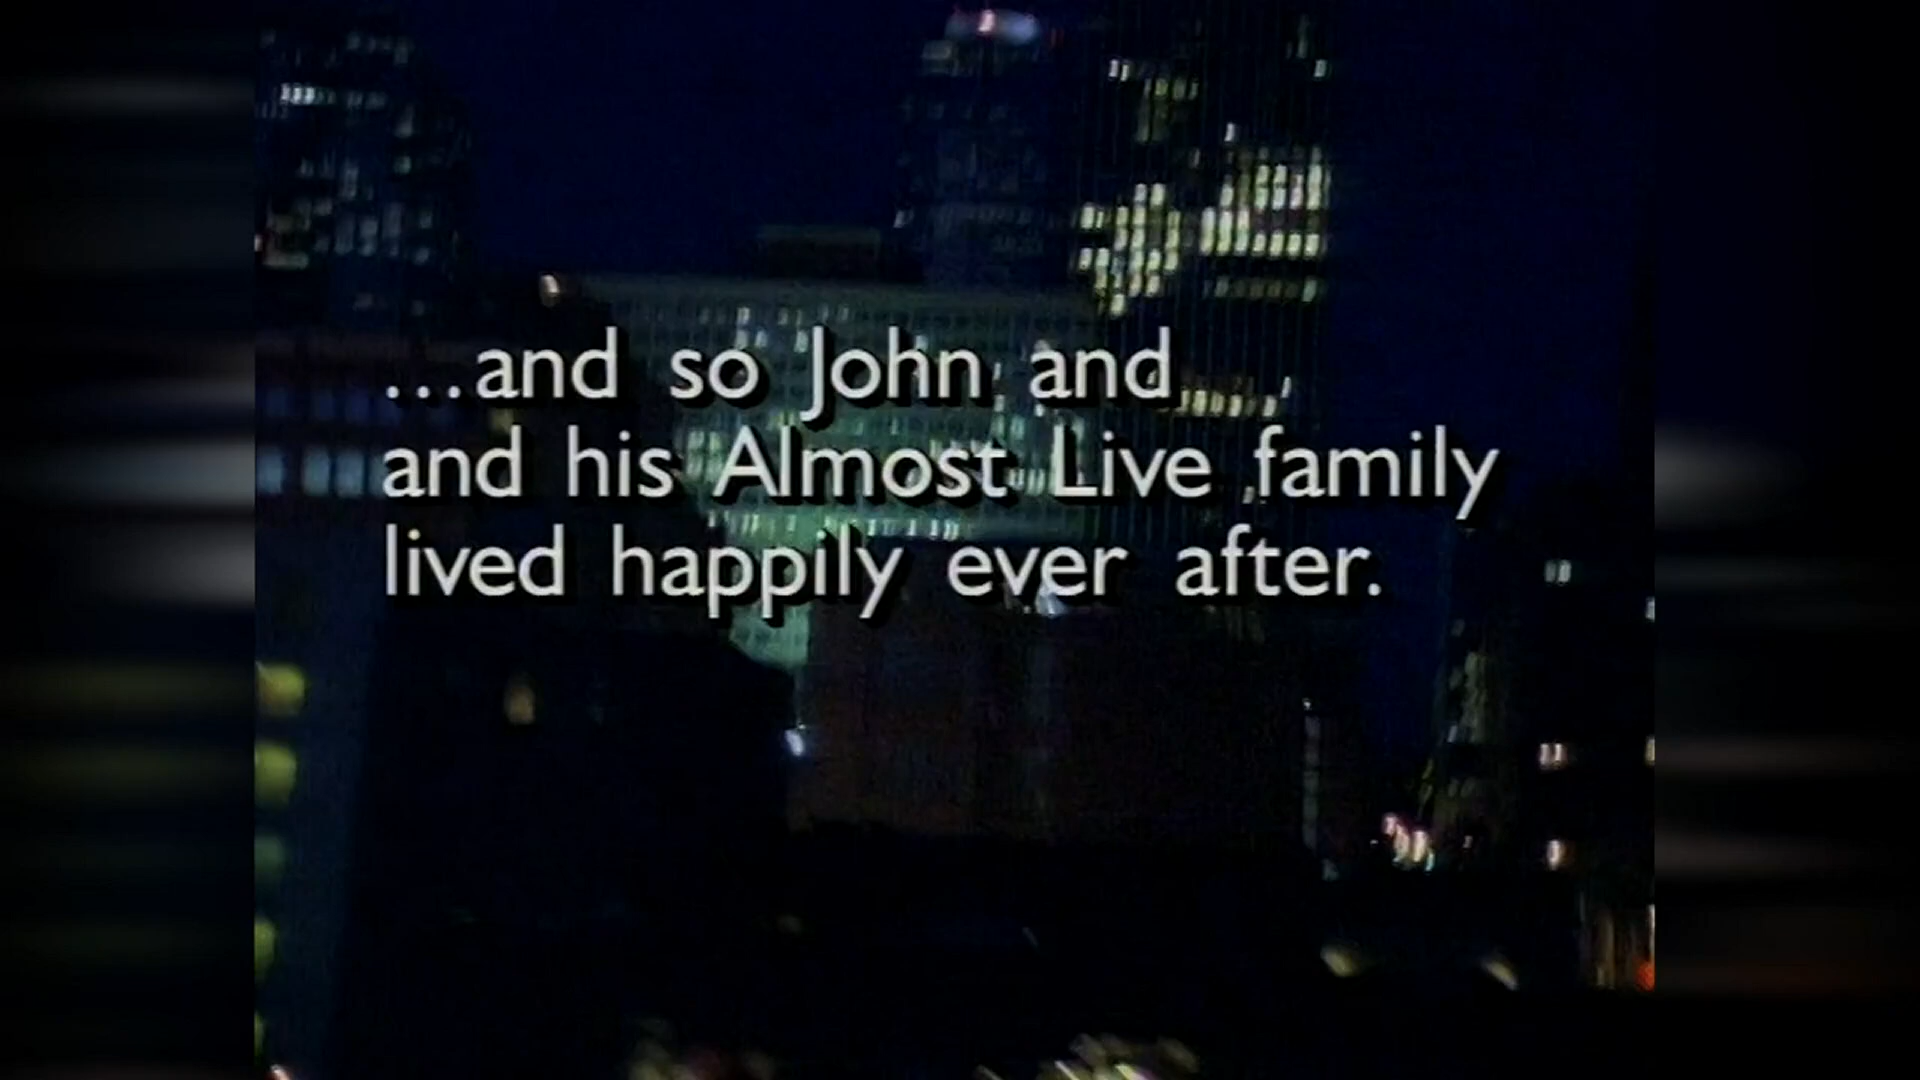 ...and so John and
and his Almost Live family
lived happily ever after.